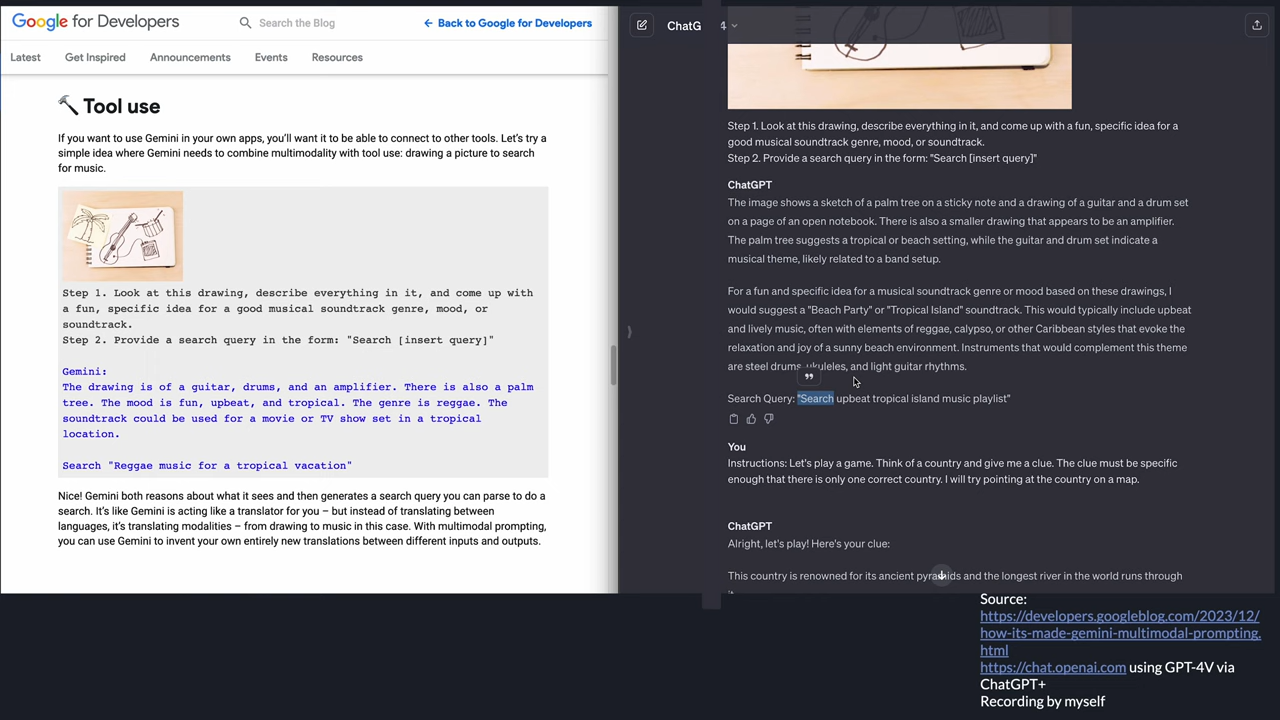 Google for Developers
Search the Blog
← Back to Google for Developers
Latest
Get Inspired
Announcements
Events
Resources
Tool use
If you want to use Gemini in your own apps, you'll want it to be able to connect to other tools. Let's try a
simple idea where Gemini needs to combine multimodality with tool use: drawing a picture to search
for music.
Step 1. Look at this drawing, describe everything in it, and come up with
a fun, specific idea for a good musical soundtrack genre, mood, or
soundtrack.
Step 2. Provide a search query in the form: "Search [insert query]"
Gemini:
The drawing is of a guitar, drums, and an amplifier. There is also a palm
tree. The mood is fun, upbeat, and tropical. The genre is reggae. The
soundtrack could be used for a movie or TV show set in a tropical
location.
Search "Reggae music for a tropical vacation"
Nice! Gemini both reasons about what it sees and then generates a search query you can parse to do a
search. It's like Gemini is acting like a translator for you – but instead of translating between
languages, it's translating modalities – from drawing to music in this case. With multimodal prompting,
you can use Gemini to invent your own entirely new translations between different inputs and outputs.
ChatG 4
Step 1. Look at this drawing, describe everything in it, and come up with a fun, specific idea for a
good musical soundtrack genre, mood, or soundtrack.
Step 2. Provide a search query in the form: "Search [insert query]"
ChatGPT
The image shows a sketch of a palm tree on a sticky note and a drawing of a guitar and a drum set
on a page of an open notebook. There is also a smaller drawing that appears to be an amplifier.
The palm tree suggests a tropical or beach setting, while the guitar and drum set indicate a
musical theme, likely related to a band setup.
For a fun and specific idea for a musical soundtrack genre or mood based on these drawings, I
would suggest a "Beach Party" or "Tropical Island" soundtrack. This would typically include upbeat
and lively music, often with elements of reggae, calypso, or other Caribbean styles that evoke the
relaxation and joy of a sunny beach environment. Instruments that would complement this theme
are steel drums, ukuleles, and light guitar rhythms.
Search Query: "Search upbeat tropical island music playlist"
You
Instructions: Let's play a game. Think of a country and give me a clue. The clue must be specific
enough that there is only one correct country. I will try pointing at the country on a map.
ChatGPT
Alright, let's play! Here's your clue:
This country is renowned for its ancient pyramids and the longest river in the world runs through
Source:
https://developers.googleblog.com/2023/12/
how-its-made-gemini-multimodal-prompting.
html
https://chat.openai.com using GPT-4V via
ChatGPT+
Recording by myself